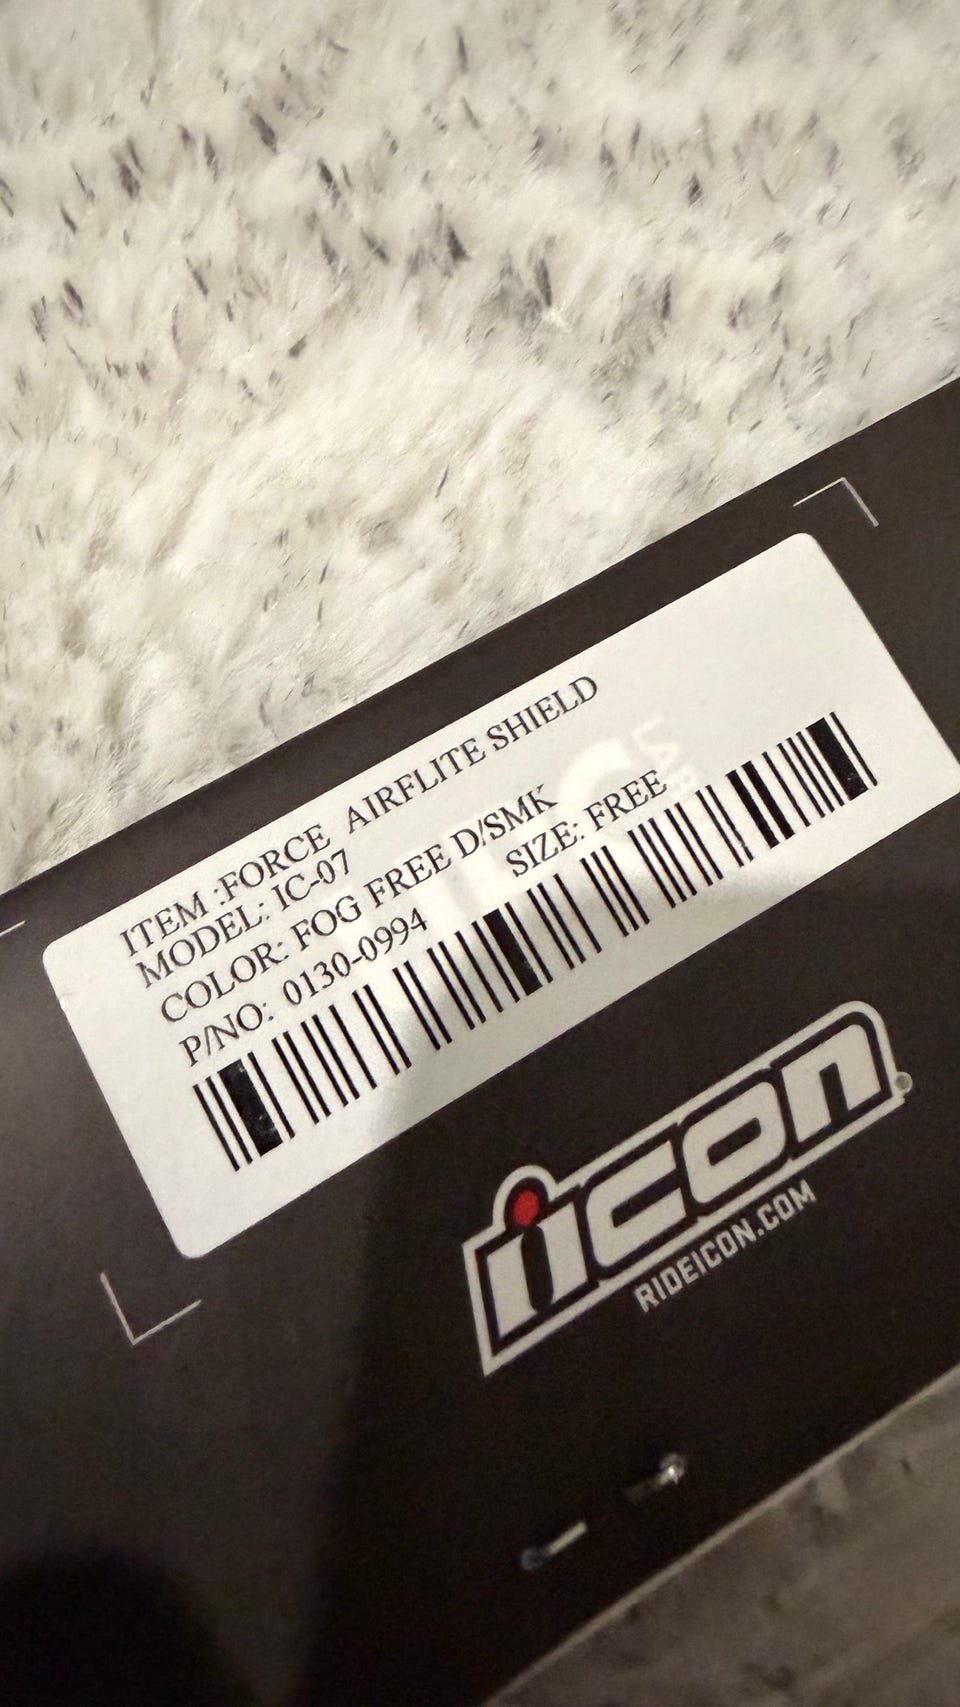 ITEM :FORCE AIRFLITE SHIELD
MODEL: IC-07
COLOR: FOG FREE D/SMK
P/NO: 0130-0994 SIZE: FREE
icon
RIDEICON.COM